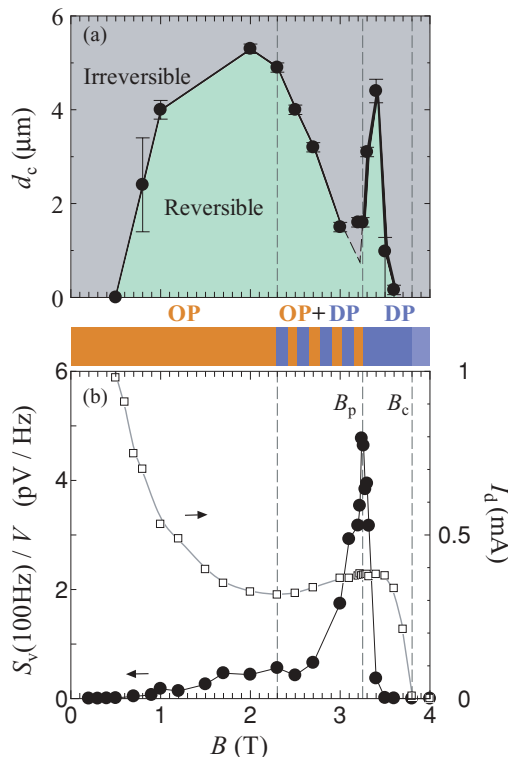 (a)
6
4
2
0
d_c (μm)
Irreversible
Reversible
OP OP+DP DP
(b)
B_p B_c
6
4
2
0
S_v(100Hz) / V (pV / Hz)
1
0.5
0
I_d (mA)
0 1 2 3 4
B (T)